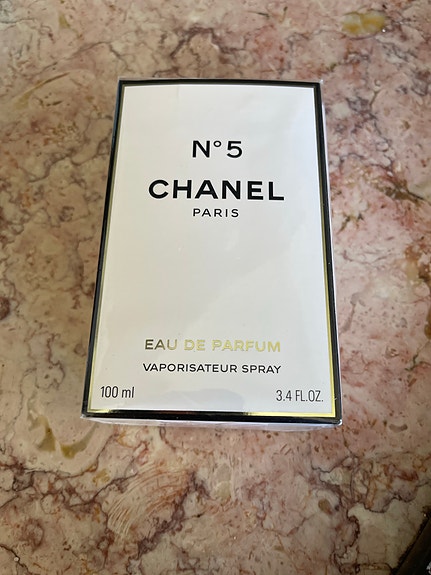 N°5
CHANEL
PARIS
EAU DE PARFUM
VAPORISATEUR SPRAY
100 ml 3.4 FL.OZ.